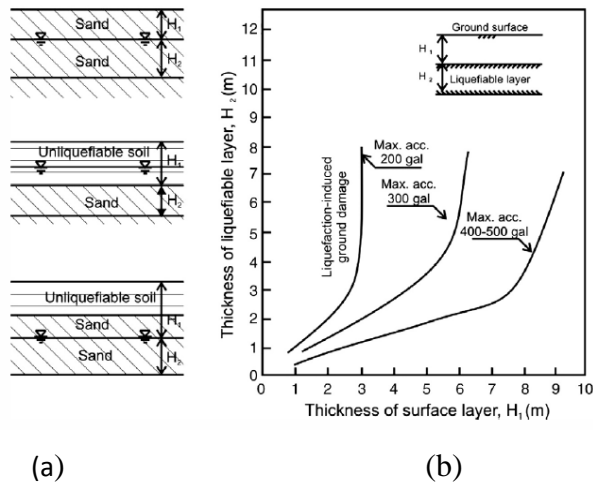 Sand
H1
Sand
H2
Unliquefiable soil
H1
Sand
H2
Unliquefiable soil
Sand
H1
Sand
H2
(a)
Thickness of liquefiable layer, H2 (m)
12
11
10
9
8
7
6
5
4
3
2
1
0
Ground surface
H1
H2
Liquefiable layer
Liquefaction-induced
ground damage
Max. acc.
200 gal
Max. acc.
300 gal
Max. acc.
400-500 gal
0 1 2 3 4 5 6 7 8 9 10
Thickness of surface layer, H1 (m)
(b)